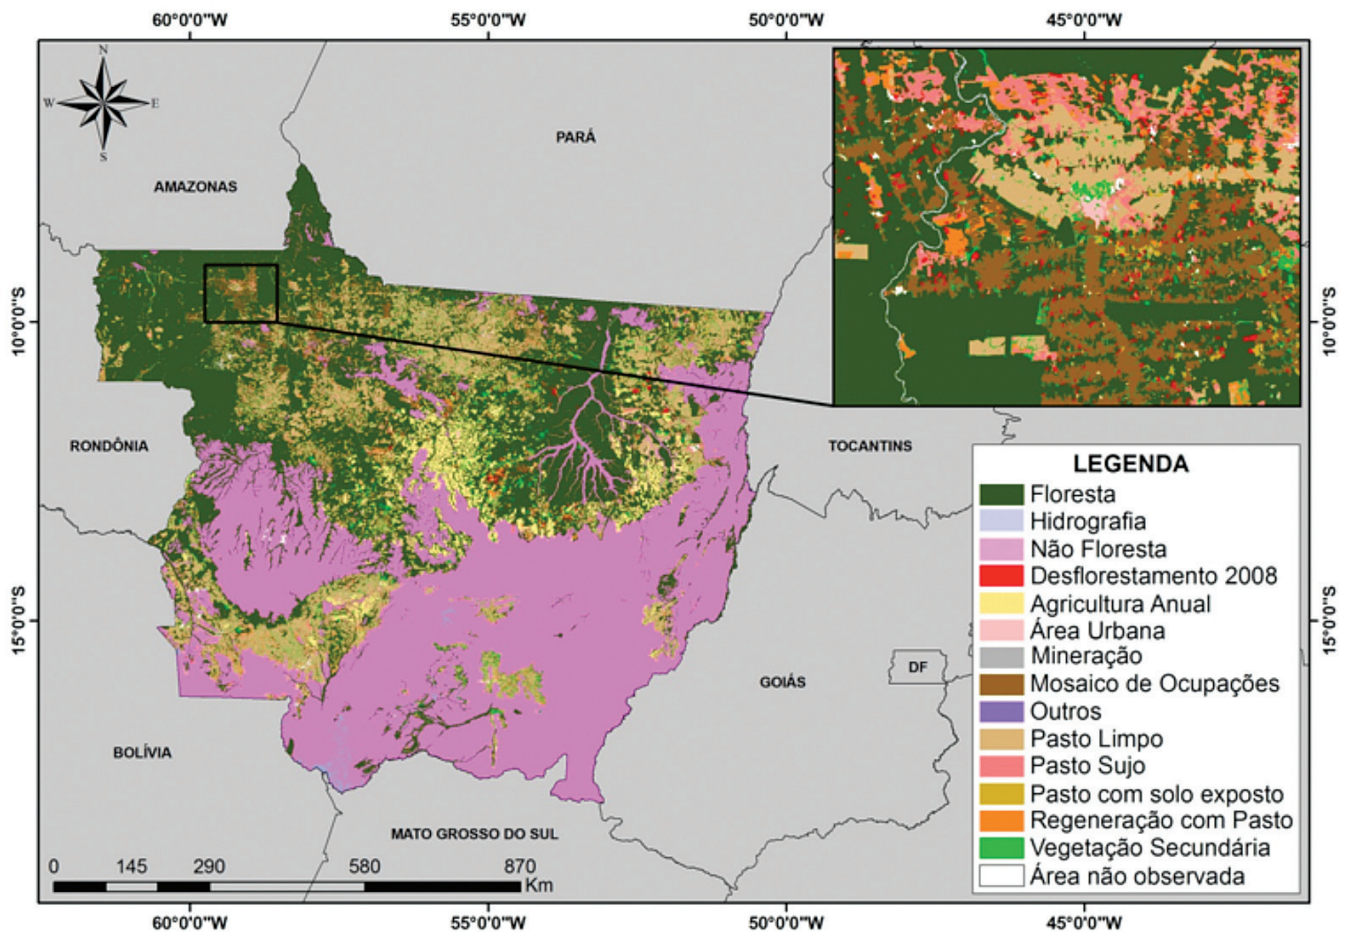 60°0'0"W 55°0'0"W 50°0'0"W 45°0'0"W
N
W E
S
PARÁ
AMAZONAS
10°0'0"S 10°0'0"S
RONDÔNIA
TOCANTINS
LEGENDA
Floresta
Hidrografia
Não Floresta
Desflorestamento 2008
Agricultura Anual
Área Urbana
Mineração
Mosaico de Ocupações
Outros
Pasto Limpo
Pasto Sujo
Pasto com solo exposto
Regeneração com Pasto
Vegetação Secundária
Área não observada
15°0'0"S 15°0'0"S
DF
GOIÁS
BOLÍVIA
MATO GROSSO DO SUL
0 145 290 580 870
Km
60°0'0"W 55°0'0"W 50°0'0"W 45°0'0"W